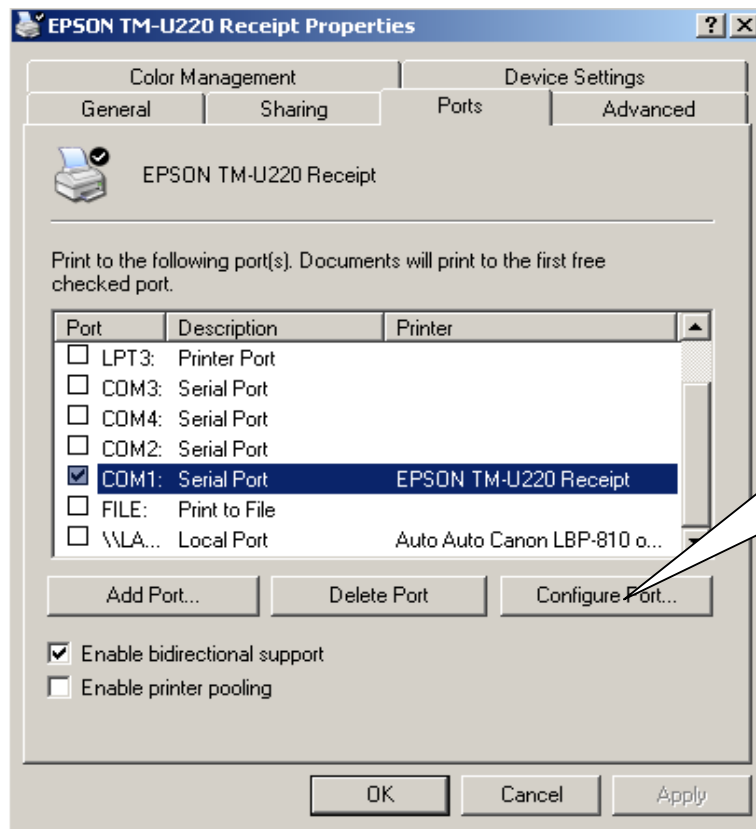 EPSON TM-U220 Receipt Properties
Color Management Device Settings
General Sharing Ports Advanced
EPSON TM-U220 Receipt
Print to the following port(s). Documents will print to the first free
checked port.
Port Description Printer
LPT3: Printer Port
COM3: Serial Port
COM4: Serial Port
COM2: Serial Port
COM1: Serial Port EPSON TM-U220 Receipt
FILE: Print to File
\\LA... Local Port Auto Auto Canon LBP-810 o...
Add Port... Delete Port Configure Port...
Enable bidirectional support
Enable printer pooling
OK Cancel Apply